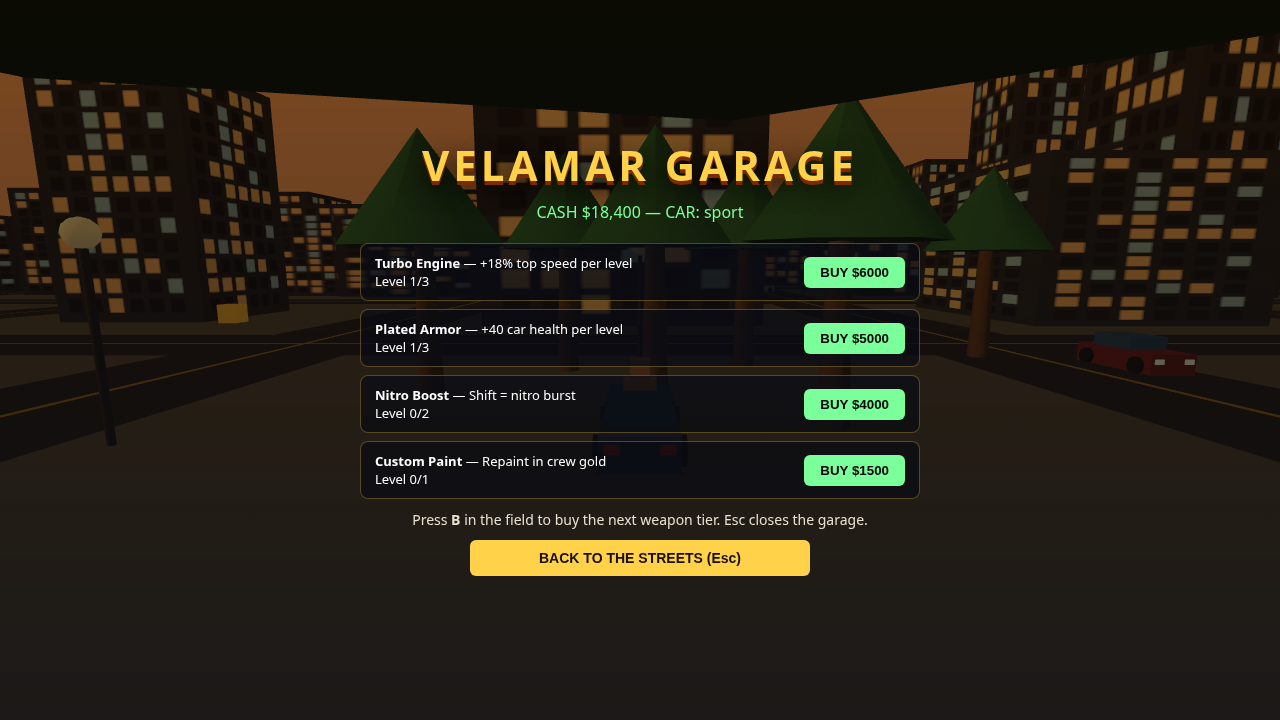 VELAMAR GARAGE
CASH $18,400 — CAR: sport
Turbo Engine — +18% top speed per level
Level 1/3
BUY $6000
Plated Armor — +40 car health per level
Level 1/3
BUY $5000
Nitro Boost — Shift = nitro burst
Level 0/2
BUY $4000
Custom Paint — Repaint in crew gold
Level 0/1
BUY $1500
Press B in the field to buy the next weapon tier. Esc closes the garage.
BACK TO THE STREETS (Esc)